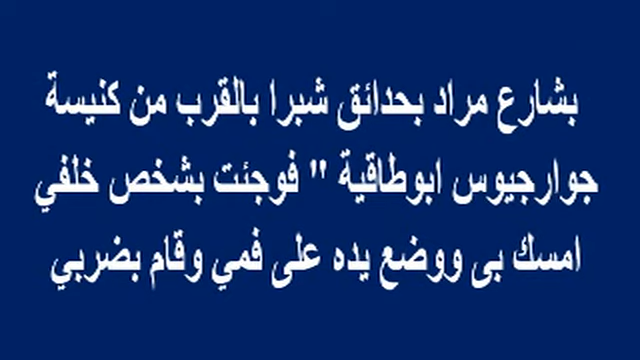 بشارع مراد بحدائق شبرا بالقرب من كنيسة
جوارجيوس ابوطاقية " فوجئت بشخص خلفي
امسك بى ووضع يده على فمي وقام بضربي